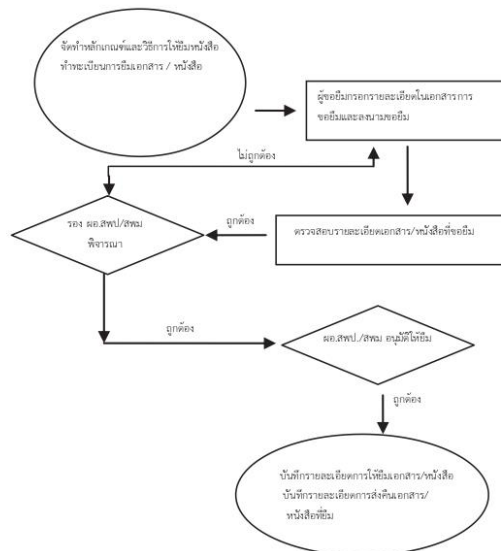 จัดทำหลักเกณฑ์และวิธีการให้ยืมหนังสือ
ทำทะเบียนการยืมเอกสาร / หนังสือ
ผู้ขอยืมกรอกรายละเอียดในเอกสารการ
ขอยืมและลงนามขอยืม
ไม่ถูกต้อง
รอง ผอ.สพป/สพม
พิจารณา
ถูกต้อง
ตรวจสอบรายละเอียดเอกสาร/หนังสือที่ขอยืม
ถูกต้อง
ผอ.สพป./สพม อนุมัติให้ยืม
ถูกต้อง
บันทึกรายละเอียดการให้ยืมเอกสาร/หนังสือ
บันทึกรายละเอียดการส่งคืนเอกสาร/
หนังสือที่ยืม